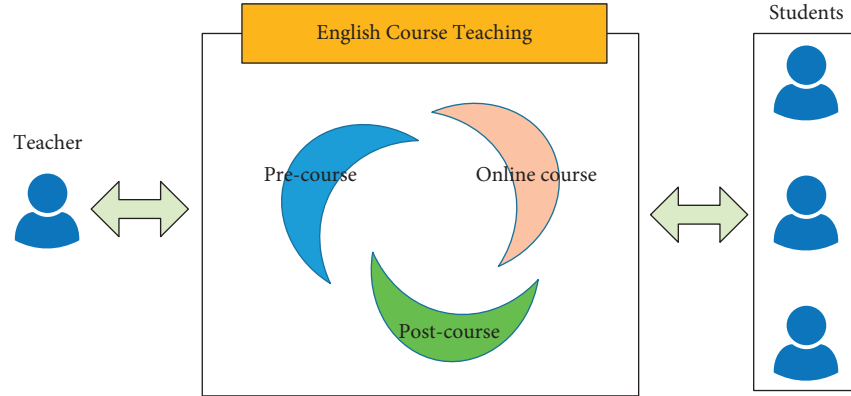 Students
English Course Teaching
Teacher
Pre-course
Online course
Post-course